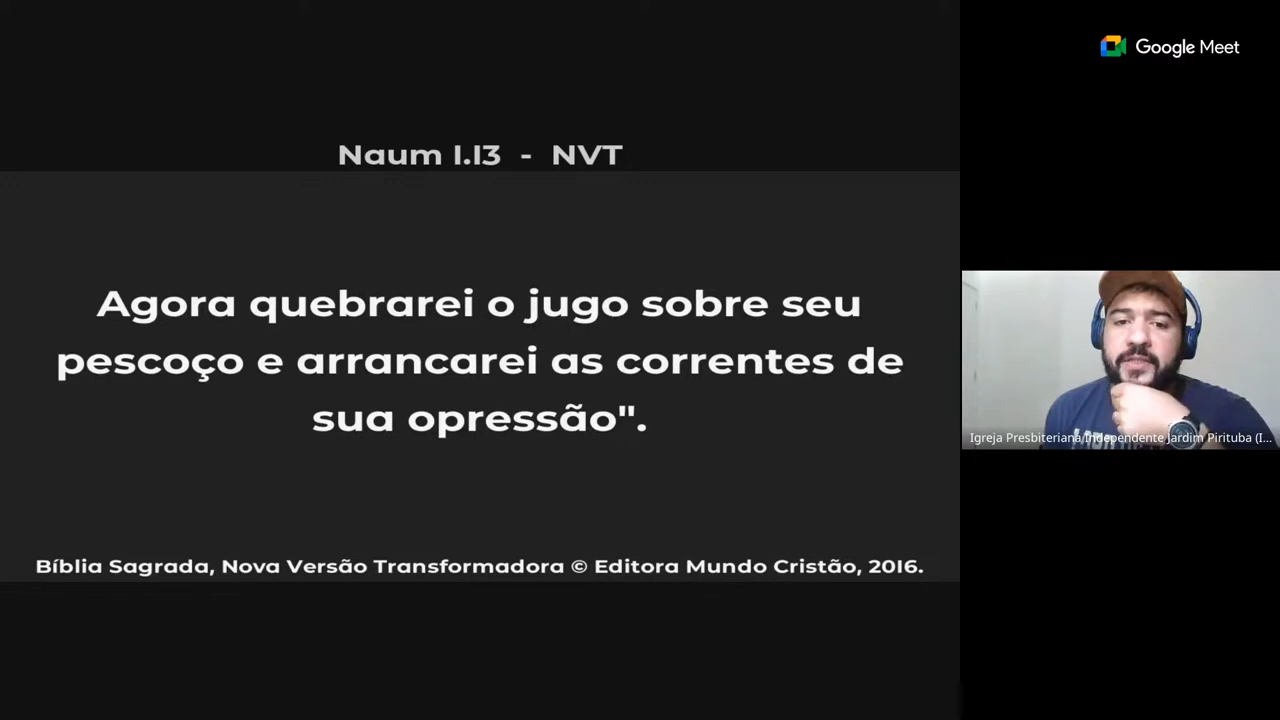 Google Meet
Naum 1.13 - NVT
Agora quebrarei o jugo sobre seu
pescoço e arrancarei as correntes de
sua opressão".
Bíblia Sagrada, Nova Versão Transformadora © Editora Mundo Cristão, 2016.
Igreja Presbiteriana Independente Jardim Pirituba (I...